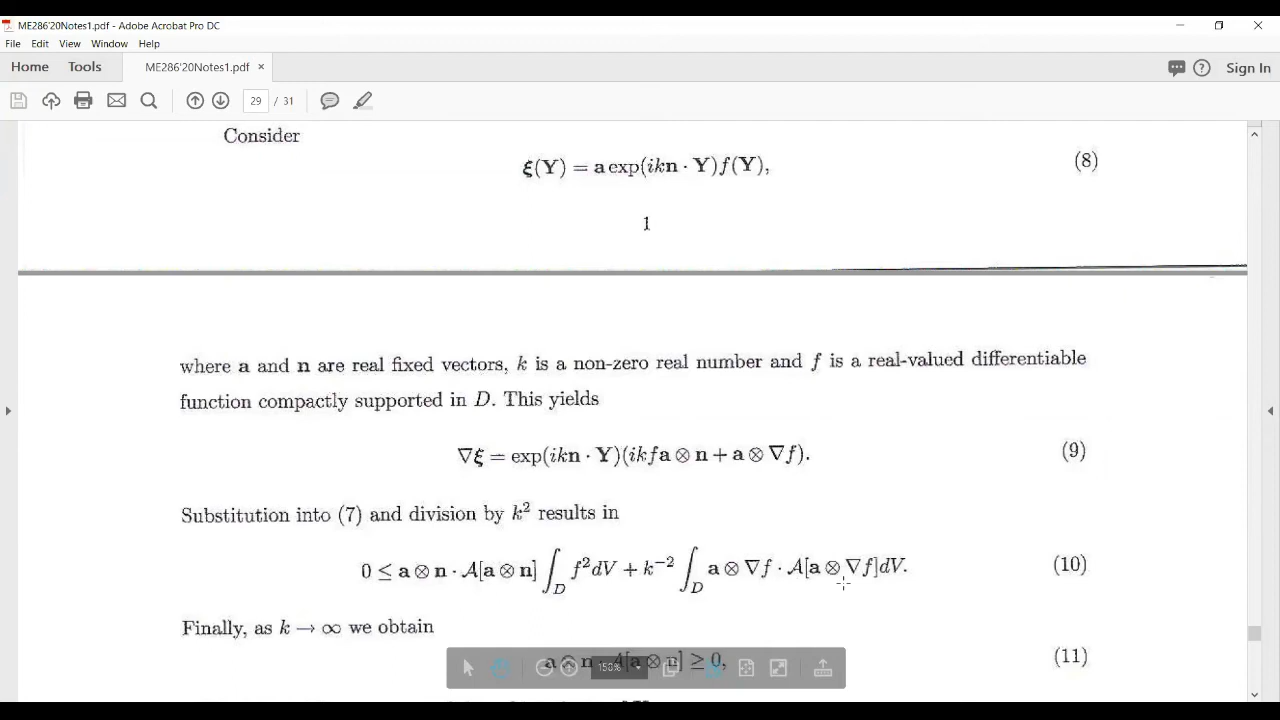 ME286'20Notes1.pdf - Adobe Acrobat Pro DC
File Edit View Window Help
Home Tools ME286'20Notes1.pdf × ? Sign In
29 / 31
Consider
ξ(Y) = a exp(ikn · Y)f(Y), (8)
1
where a and n are real fixed vectors, k is a non-zero real number and f is a real-valued differentiable
function compactly supported in D. This yields
∇ξ = exp(ikn · Y)(ikfa ⊗ n + a ⊗ ∇f). (9)
Substitution into (7) and division by k² results in
0 ≤ a ⊗ n · 𝒜[a ⊗ n] ∫_D f² dV + k⁻² ∫_D a ⊗ ∇f · 𝒜[a ⊗ ∇f]dV. (10)
Finally, as k → ∞ we obtain
a ⊗ n · 𝒜[a ⊗ n] ≥ 0, (11)
150%